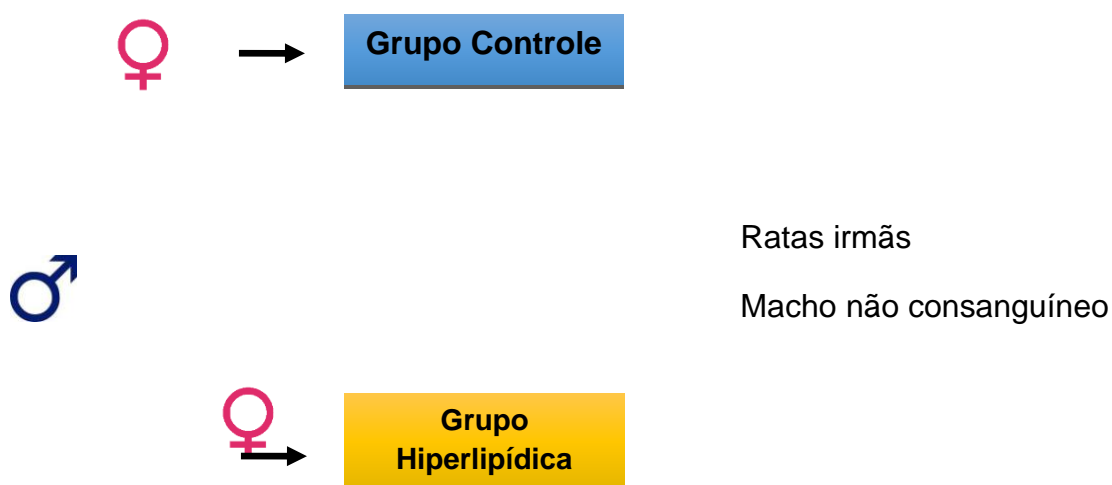 Grupo Controle
Ratas irmãs
Macho não consanguíneo
Grupo
Hiperlipídica